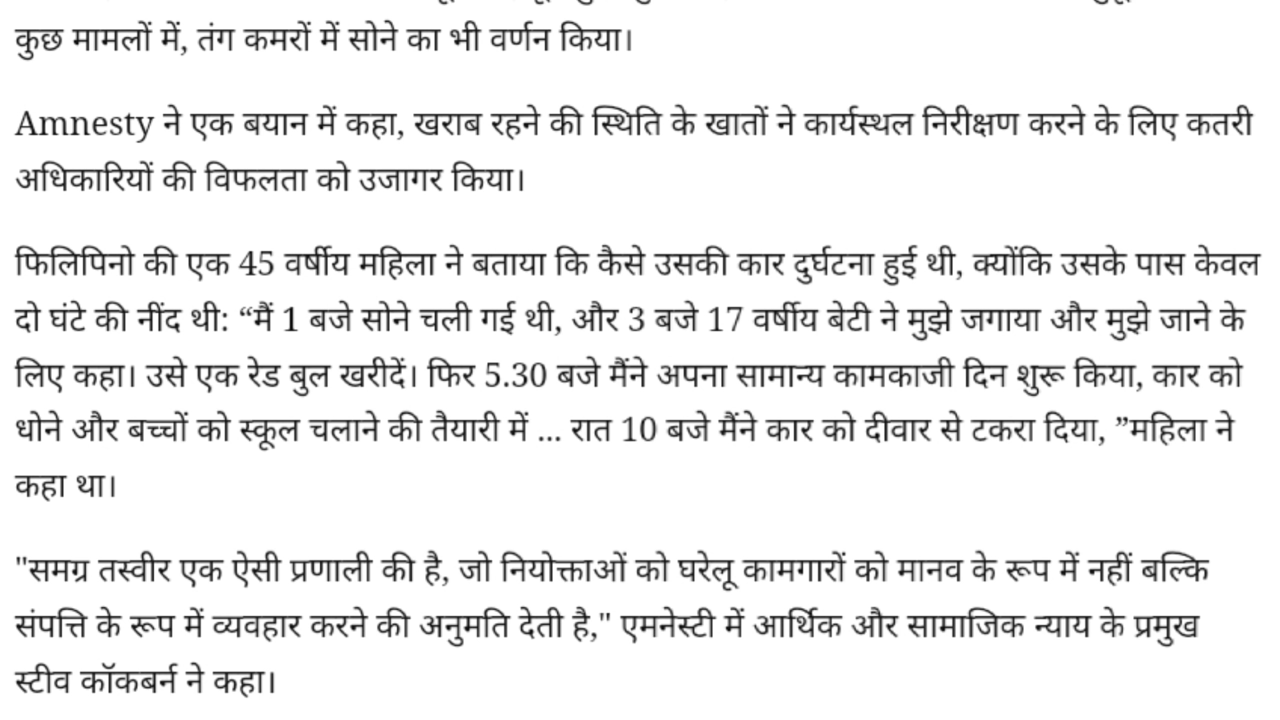 कुछ मामलों में, तंग कमरों में सोने का भी वर्णन किया।
Amnesty ने एक बयान में कहा, खराब रहने की स्थिति के खातों ने कार्यस्थल निरीक्षण करने के लिए कतरी
अधिकारियों की विफलता को उजागर किया।
फिलिपिनो की एक 45 वर्षीय महिला ने बताया कि कैसे उसकी कार दुर्घटना हुई थी, क्योंकि उसके पास केवल
दो घंटे की नींद थी: “मैं 1 बजे सोने चली गई थी, और 3 बजे 17 वर्षीय बेटी ने मुझे जगाया और मुझे जाने के
लिए कहा। उसे एक रेड बुल खरीदें। फिर 5.30 बजे मैंने अपना सामान्य कामकाजी दिन शुरू किया, कार को
धोने और बच्चों को स्कूल चलाने की तैयारी में ... रात 10 बजे मैंने कार को दीवार से टकरा दिया, ”महिला ने
कहा था।
"समग्र तस्वीर एक ऐसी प्रणाली की है, जो नियोक्ताओं को घरेलू कामगारों को मानव के रूप में नहीं बल्कि
संपत्ति के रूप में व्यवहार करने की अनुमति देती है," एमनेस्टी में आर्थिक और सामाजिक न्याय के प्रमुख
स्टीव कॉकबर्न ने कहा।